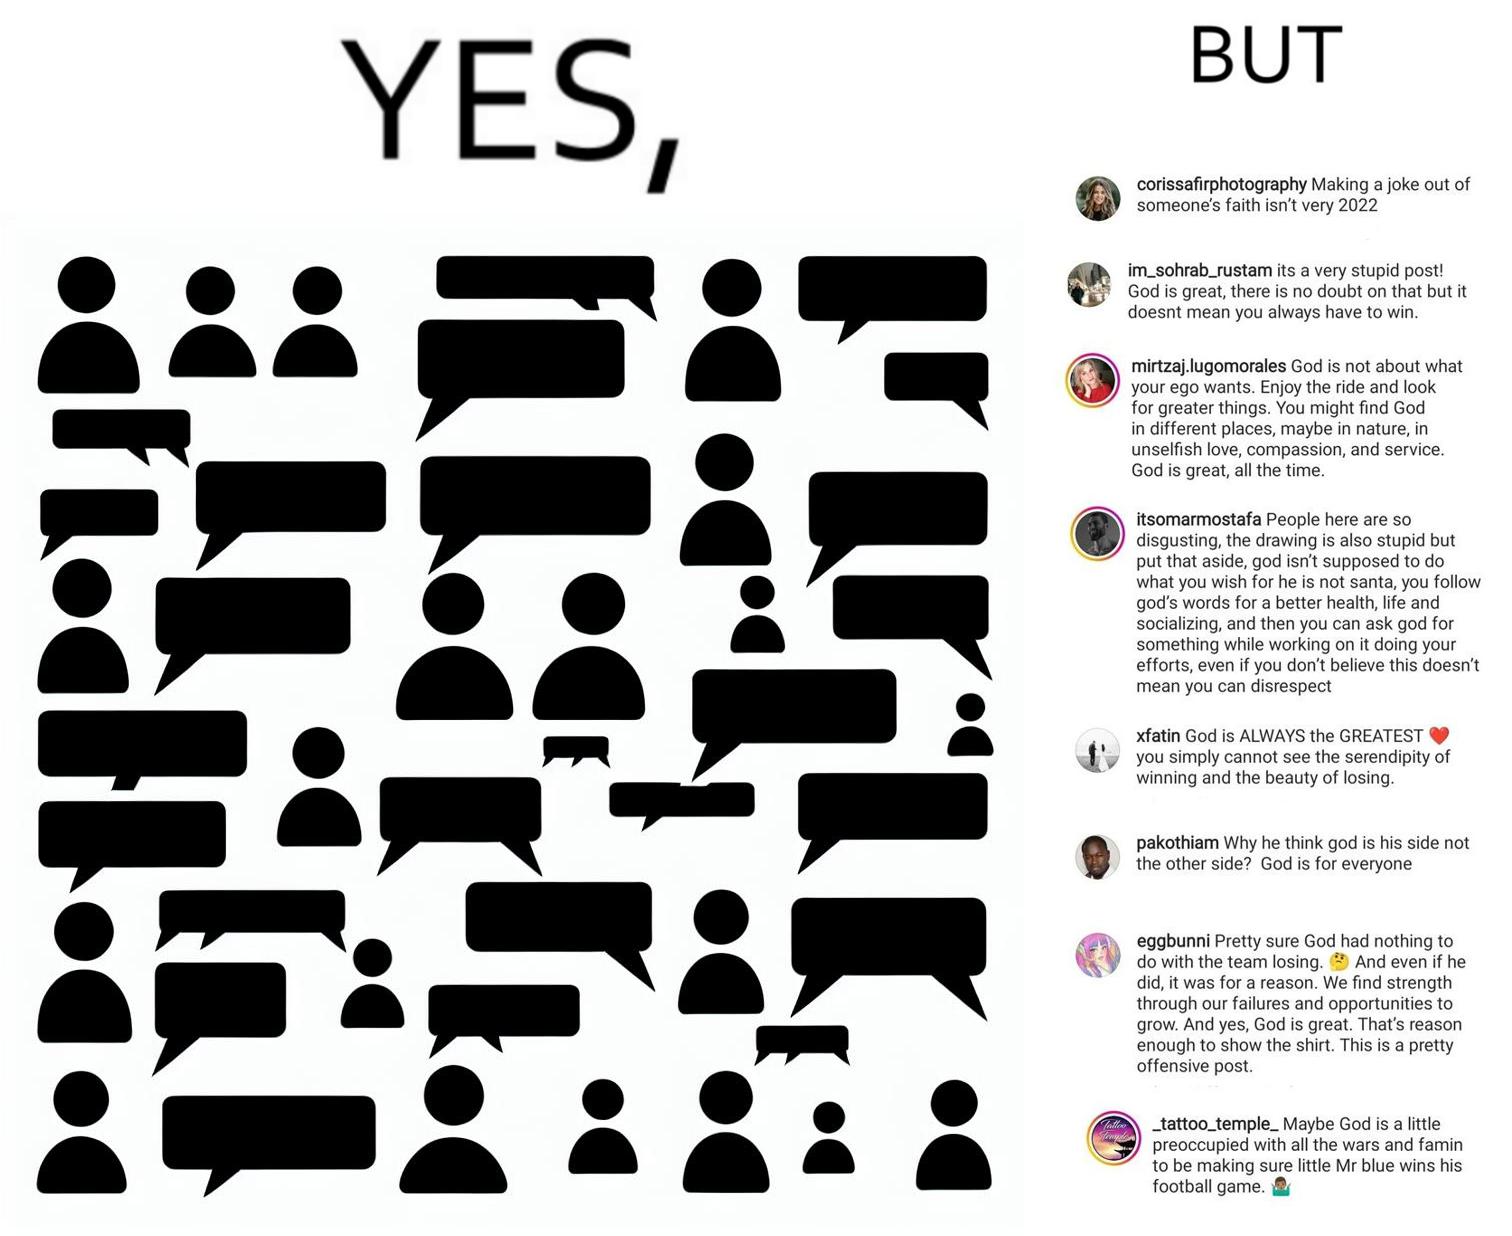 YES,
BUT
corissafirphotography Making a joke out of
someone's faith isn't very 2022
im_sohrab_rustam its a very stupid post!
God is great, there is no doubt on that but it
doesnt mean you always have to win.
mirtzaj.lugomorales God is not about what
your ego wants. Enjoy the ride and look
for greater things. You might find God
in different places, maybe in nature, in
unselfish love, compassion, and service.
God is great, all the time.
itsomarmostafa People here are so
disgusting, the drawing is also stupid but
put that aside, god isn't supposed to do
what you wish for he is not santa, you follow
god's words for a better health, life and
socializing, and then you can ask god for
something while working on it doing your
efforts, even if you don't believe this doesn't
mean you can disrespect
xfatin God is ALWAYS the GREATEST ❤️
you simply cannot see the serendipity of
winning and the beauty of losing.
pakothiam Why he think god is his side not
the other side? God is for everyone
eggbunni Pretty sure God had nothing to
do with the team losing. 🤔 And even if he
did, it was for a reason. We find strength
through our failures and opportunities to
grow. And yes, God is great. That's reason
enough to show the shirt. This is a pretty
offensive post.
_tattoo_temple_ Maybe God is a little
preoccupied with all the wars and famin
to be making sure little Mr blue wins his
football game. 🤷🏽‍♂️